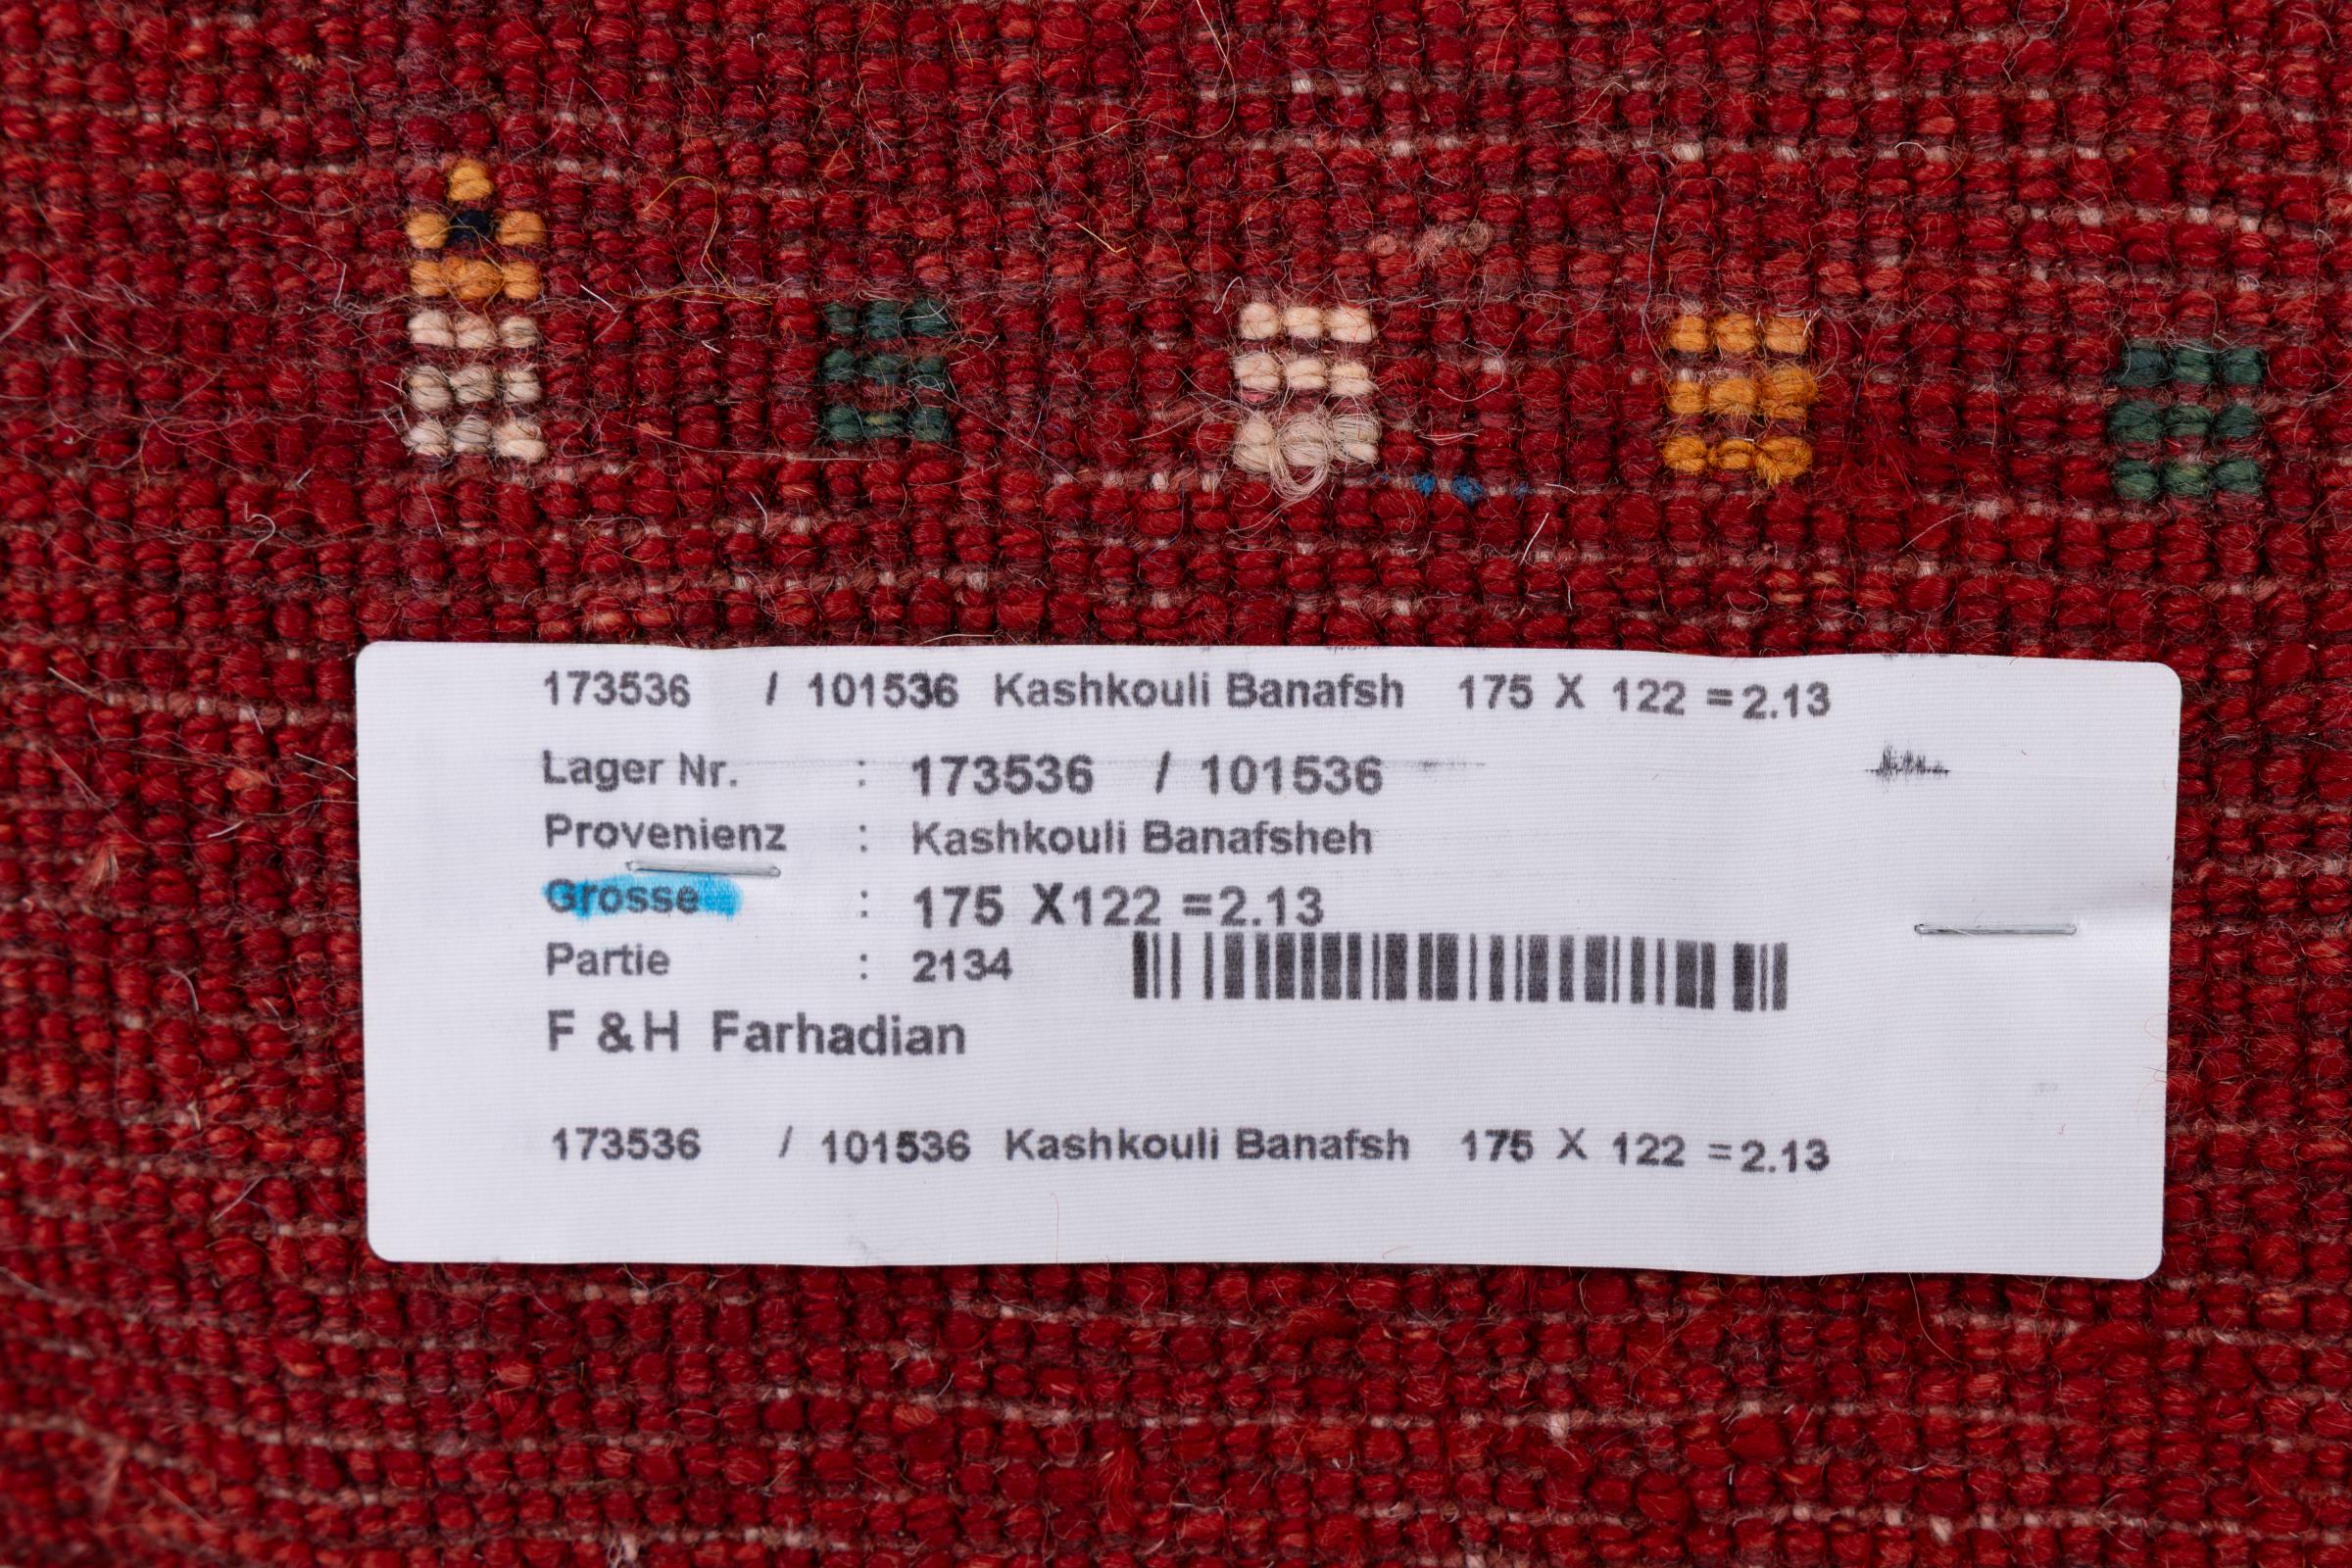 173536 / 101536 Kashkouli Banafsh 175 X 122 =2.13
Lager Nr. : 173536 / 101536
Provenienz : Kashkouli Banafsheh
Grosse : 175 X122 =2.13
Partie : 2134
F &H Farhadian
173536 / 101536 Kashkouli Banafsh 175 X 122 =2.13